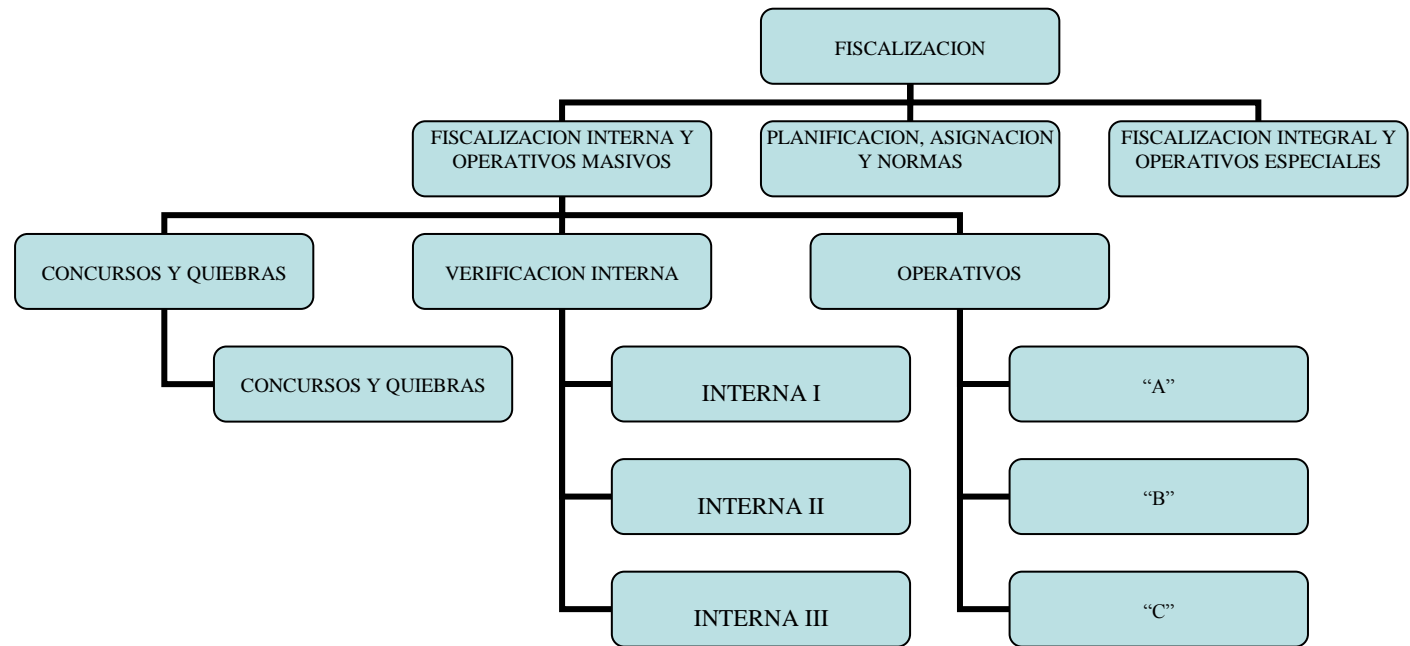 FISCALIZACION
FISCALIZACION INTERNA Y
OPERATIVOS MASIVOS
PLANIFICACION, ASIGNACION
Y NORMAS
FISCALIZACION INTEGRAL Y
OPERATIVOS ESPECIALES
CONCURSOS Y QUIEBRAS
VERIFICACION INTERNA
OPERATIVOS
CONCURSOS Y QUIEBRAS
INTERNA I
“A”
INTERNA II
“B”
INTERNA III
“C”